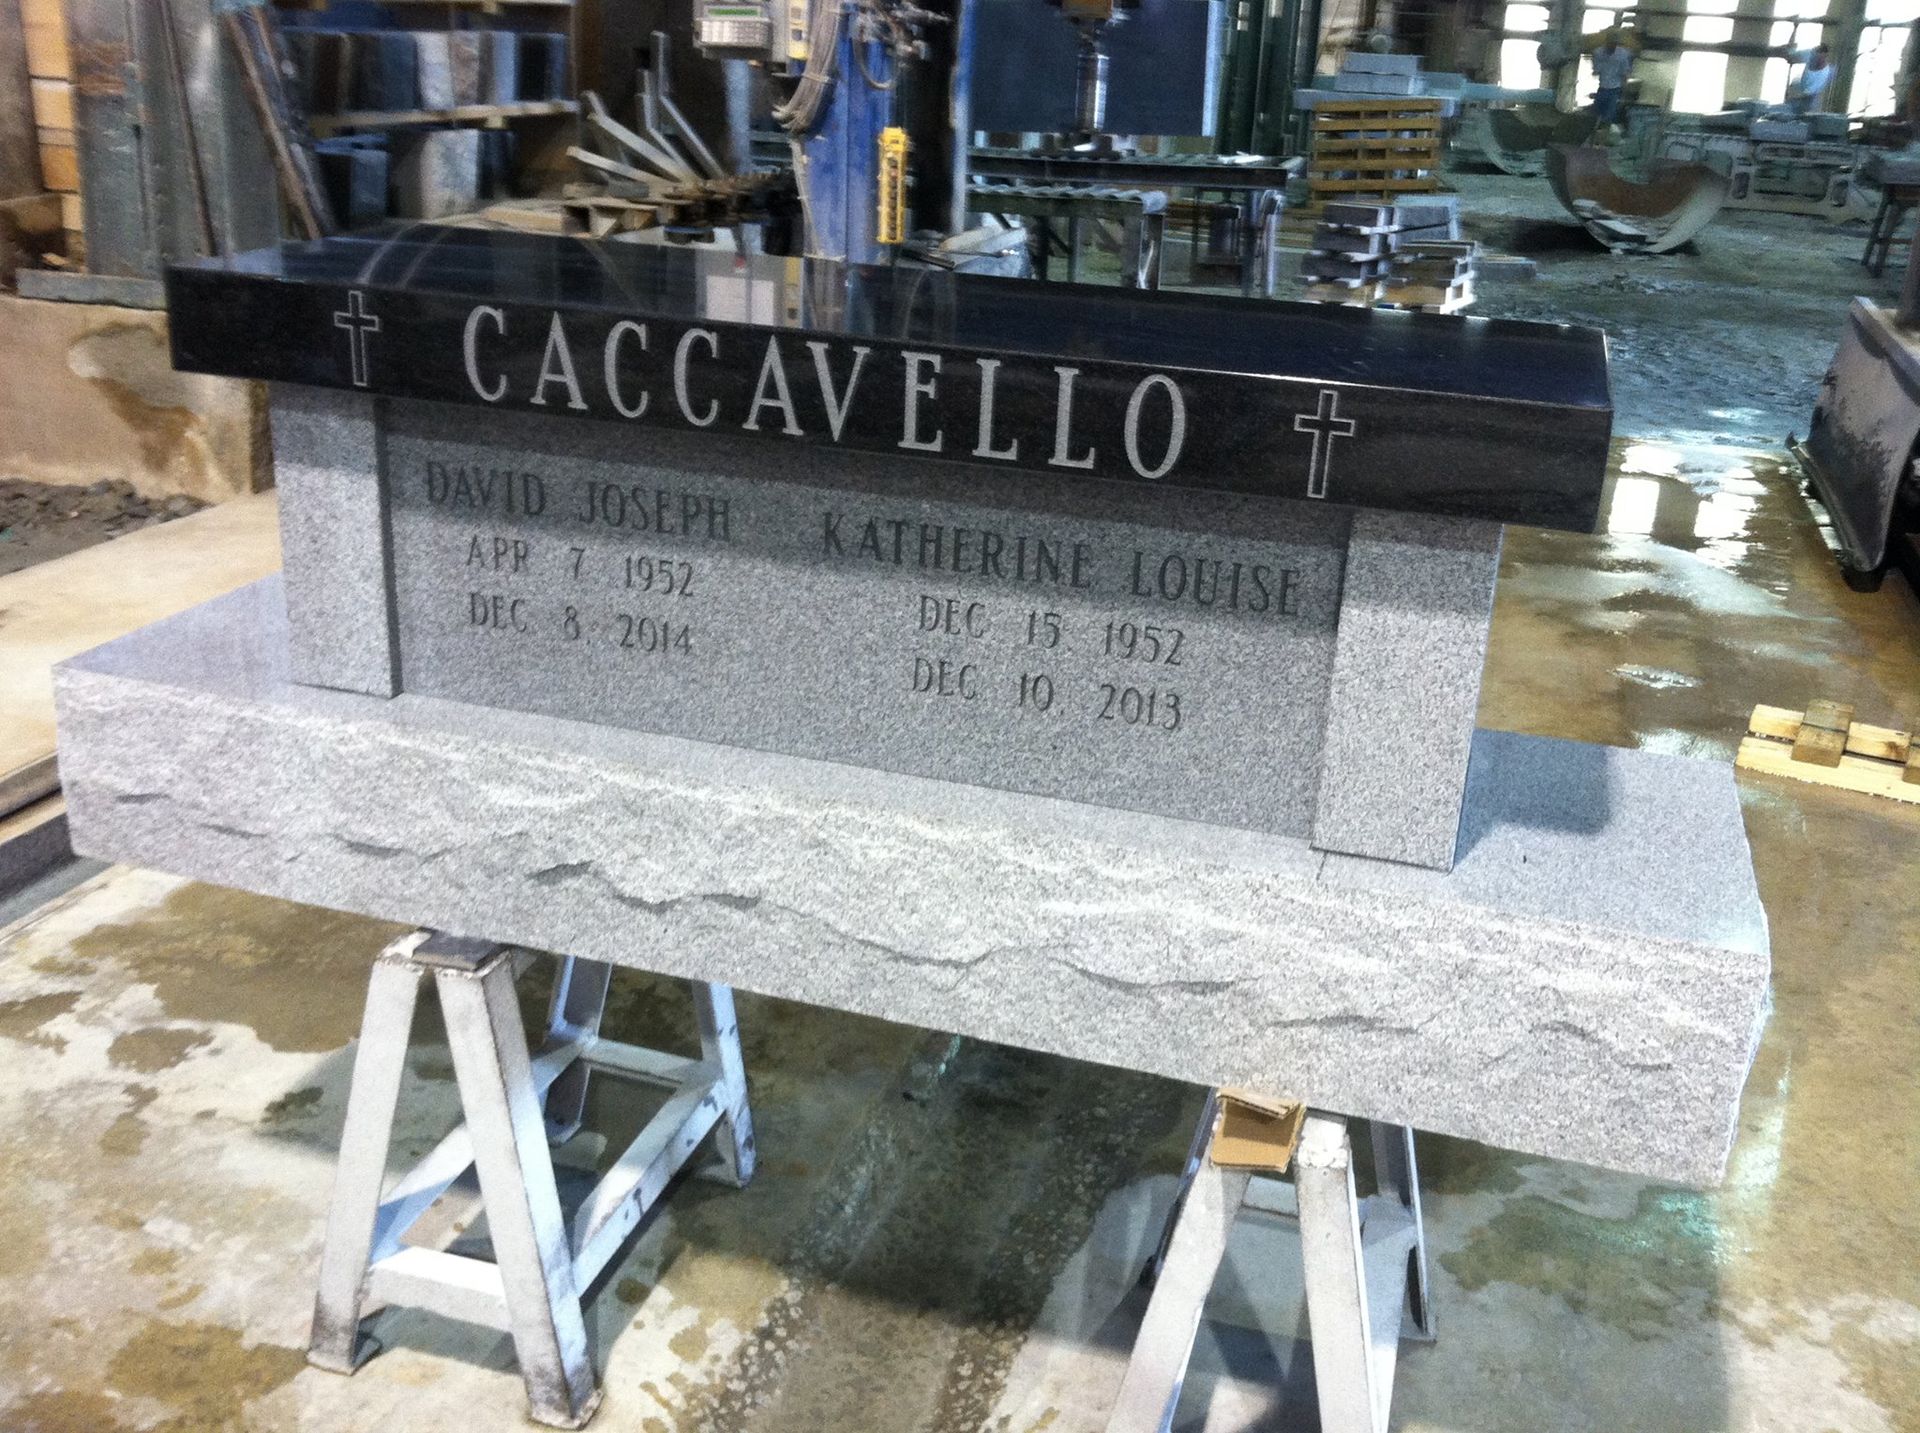 CACCAVELLO
DAVID JOSEPH KATHERINE LOUISE
APR 7 1952 DEC 15 1952
DEC 8, 2014 DEC 10, 2013